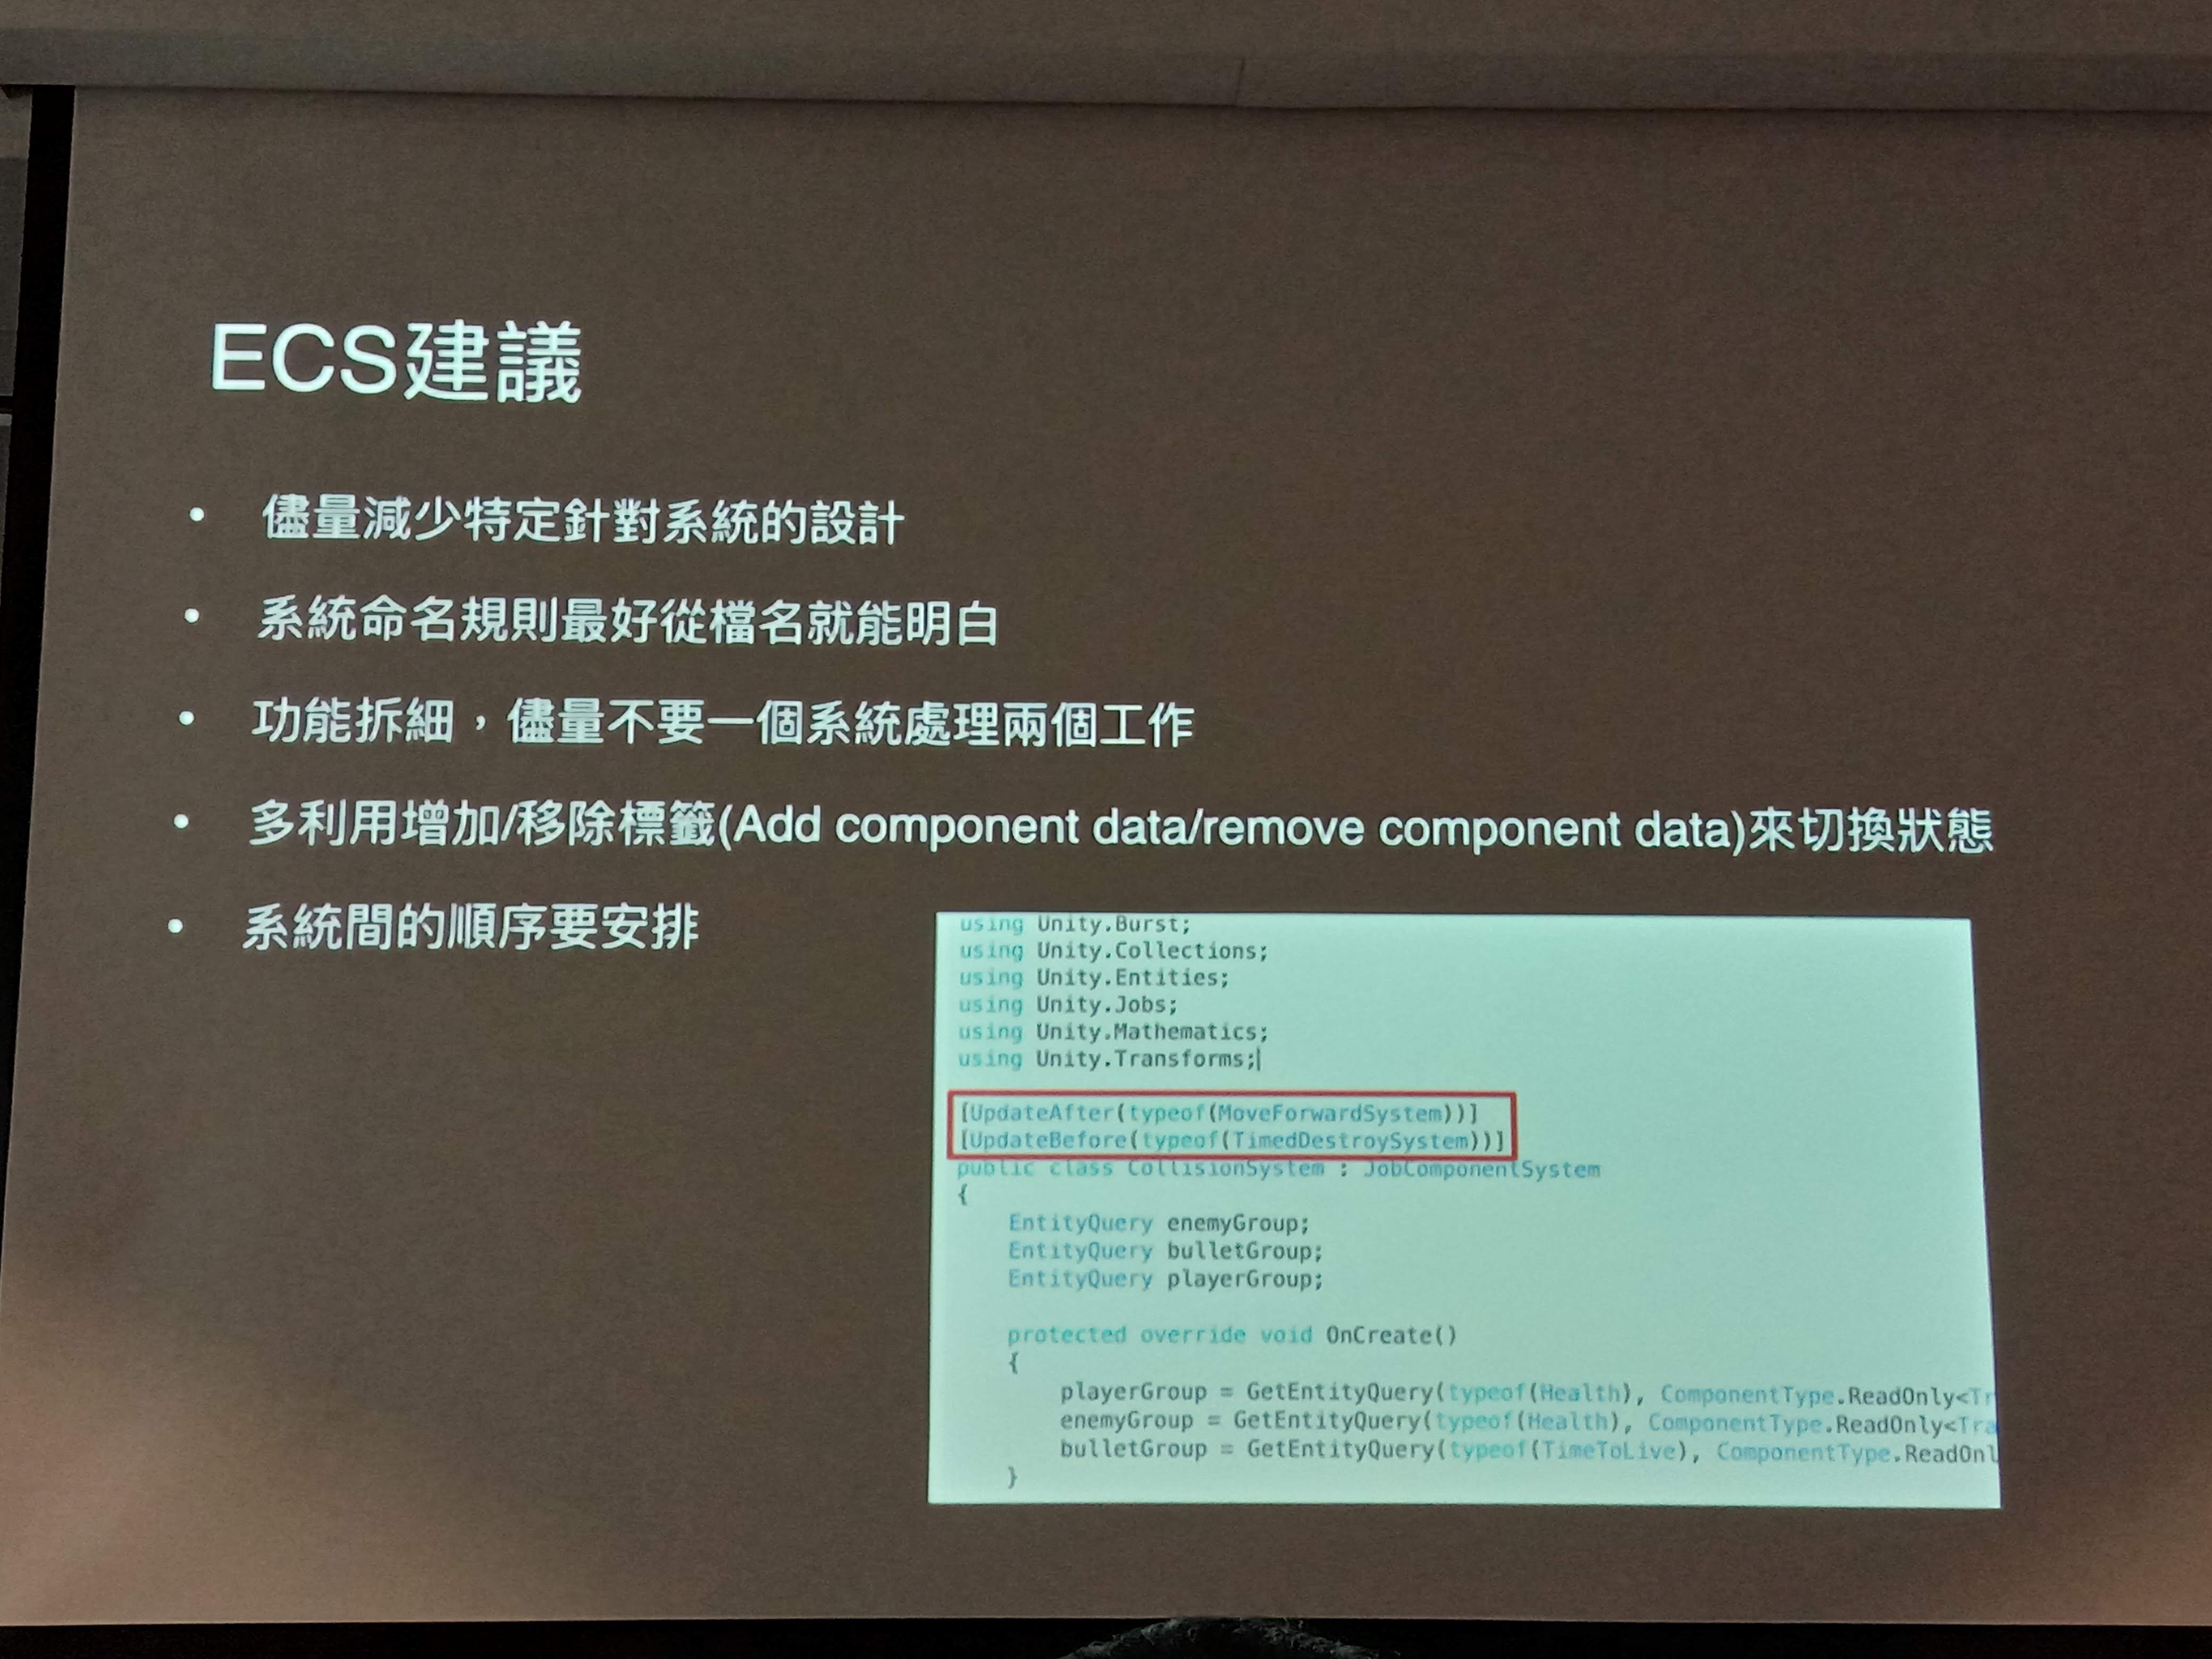 ECS建議
• 儘量減少特定針對系統的設計
• 系統命名規則最好從檔名就能明白
• 功能拆細，儘量不要一個系統處理兩個工作
• 多利用增加/移除標籤(Add component data/remove component data)來切換狀態
• 系統間的順序要安排
using Unity.Burst;
using Unity.Collections;
using Unity.Entities;
using Unity.Jobs;
using Unity.Mathematics;
using Unity.Transforms;
[UpdateAfter(typeof(MoveForwardSystem))]
[UpdateBefore(typeof(TimedDestroySystem))]
public class CollisionSystem : JobComponentSystem
{
EntityQuery enemyGroup;
EntityQuery bulletGroup;
EntityQuery playerGroup;
protected override void OnCreate()
{
playerGroup = GetEntityQuery(typeof(Health), ComponentType.ReadOnly<Tr
enemyGroup = GetEntityQuery(typeof(Health), ComponentType.ReadOnly<Tra
bulletGroup = GetEntityQuery(typeof(TimeToLive), ComponentType.ReadOnl
}